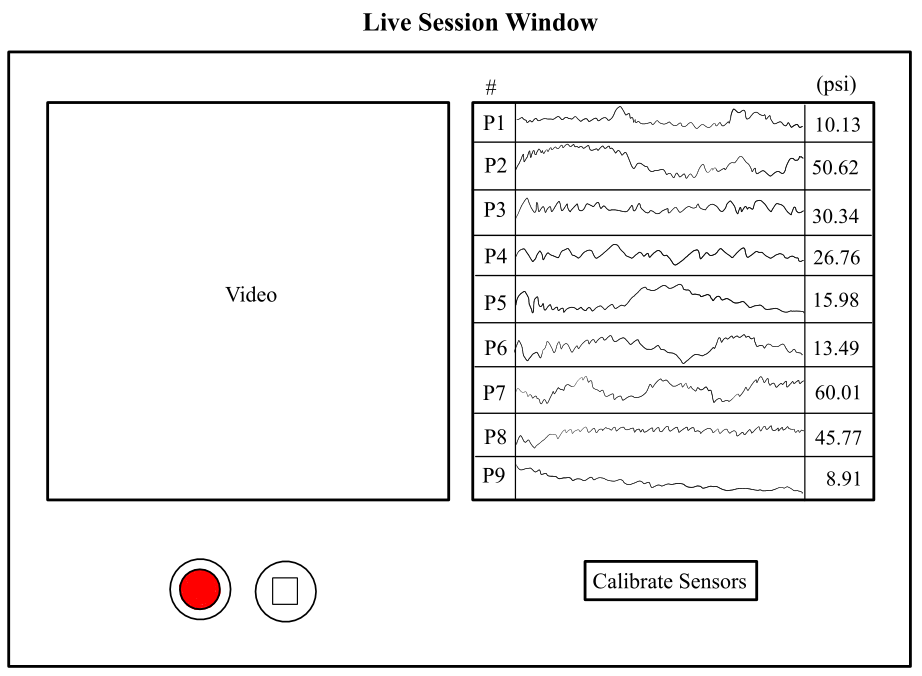 Live Session Window
# (psi)
Video
P1 10.13
P2 50.62
P3 30.34
P4 26.76
P5 15.98
P6 13.49
P7 60.01
P8 45.77
P9 8.91
Calibrate Sensors